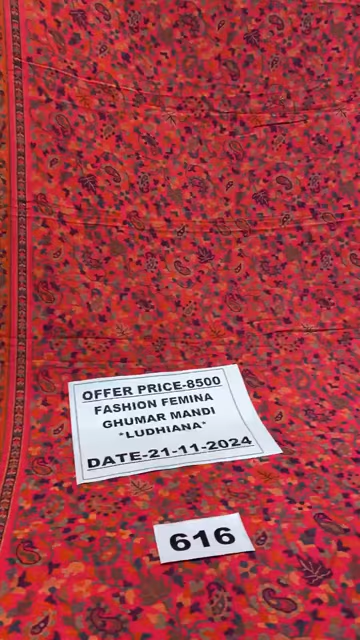 OFFER PRICE-8500
FASHION FEMINA
GHUMAR MANDI
*LUDHIANA*
DATE-21-11-2024
616